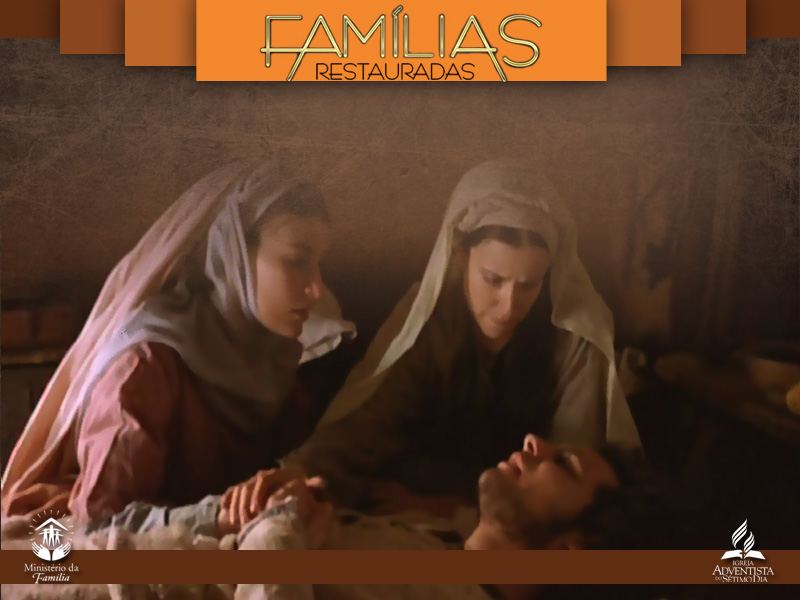 FAMÍLIAS
RESTAURADAS
Ministério da
Família
IGREJA
ADVENTISTA
DO SÉTIMO DIA